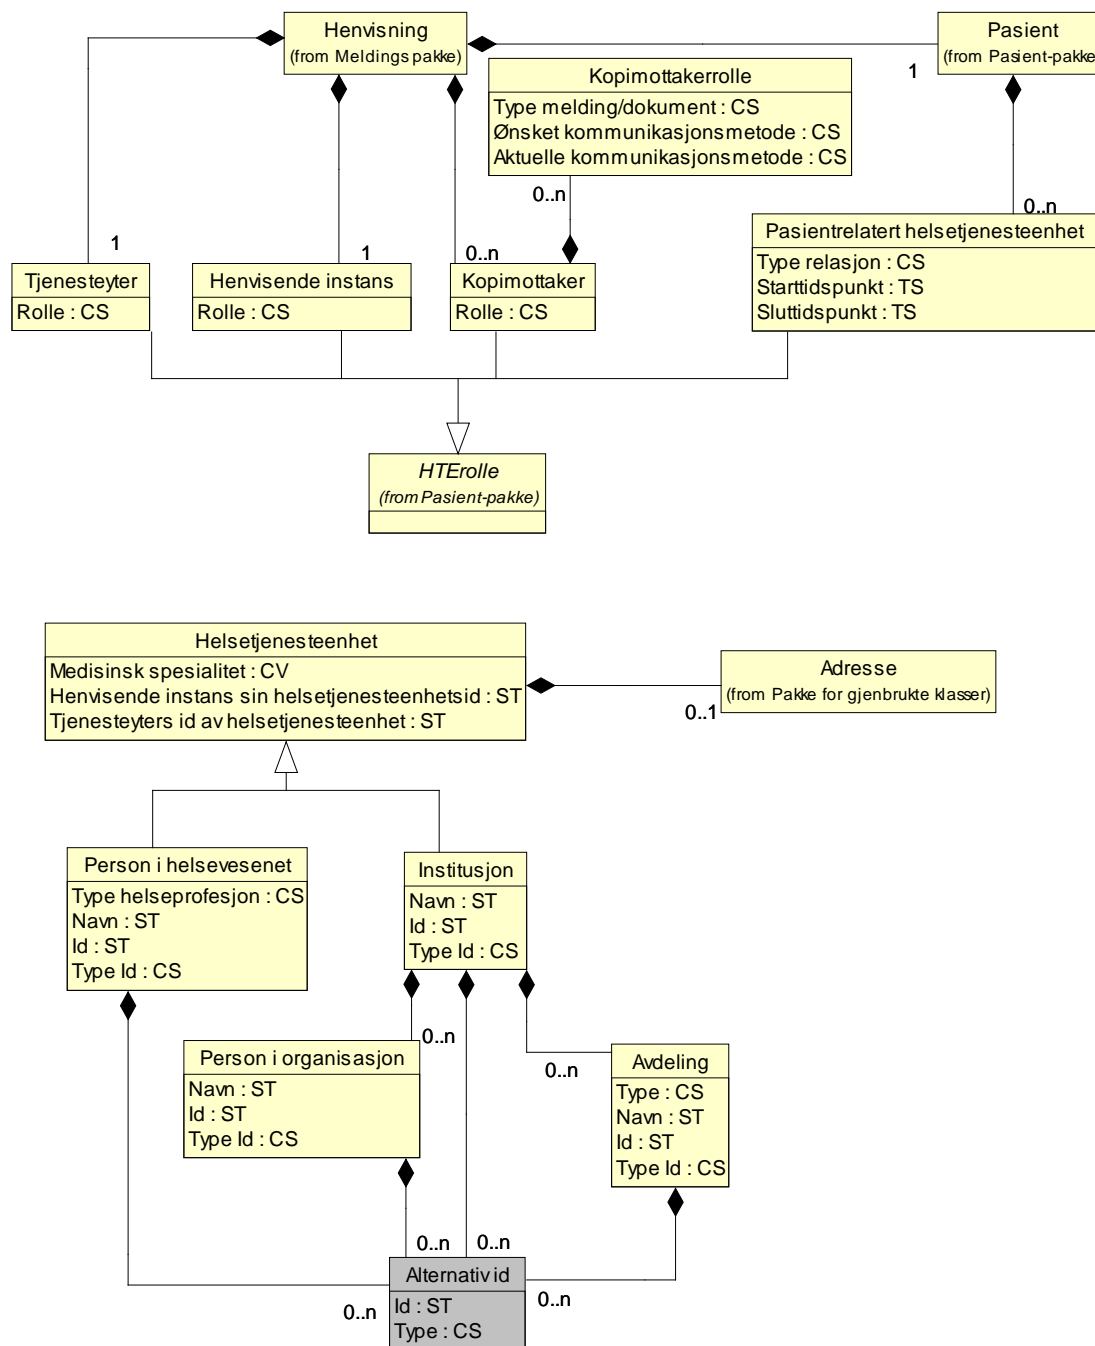 Henvisning
(from Meldingspakke)
Pasient
(from Pasient-pakke)
1
Kopimottakerrolle
Type melding/dokument : CS
Ønsket kommunikasjonsmetode : CS
Aktuelle kommunikasjonsmetode : CS
0..n
0..n
1
1
0..n
Tjenesteyter
Rolle : CS
Henvisende instans
Rolle : CS
Kopimottaker
Rolle : CS
Pasientrelatert helsetjenesteenhet
Type relasjon : CS
Starttidspunkt : TS
Sluttidspunkt : TS
HTErolle
(from Pasient-pakke)
Helsetjenesteenhet
Medisinsk spesialitet : CV
Henvisende instans sin helsetjenesteenhetsid : ST
Tjenesteyters id av helsetjenesteenhet : ST
Adresse
(from Pakke for gjenbrukte klasser)
0..1
Person i helsevesenet
Type helseprofesjon : CS
Navn : ST
Id : ST
Type Id : CS
Institusjon
Navn : ST
Id : ST
Type Id : CS
0..n
0..n
Person i organisasjon
Navn : ST
Id : ST
Type Id : CS
Avdeling
Type : CS
Navn : ST
Id : ST
Type Id : CS
0..n
0..n
0..n
0..n
Alternativ id
Id : ST
Type : CS